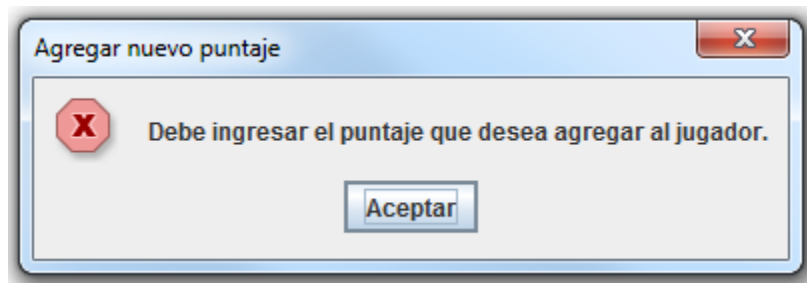 Agregar nuevo puntaje
X
Debe ingresar el puntaje que desea agregar al jugador.
Aceptar